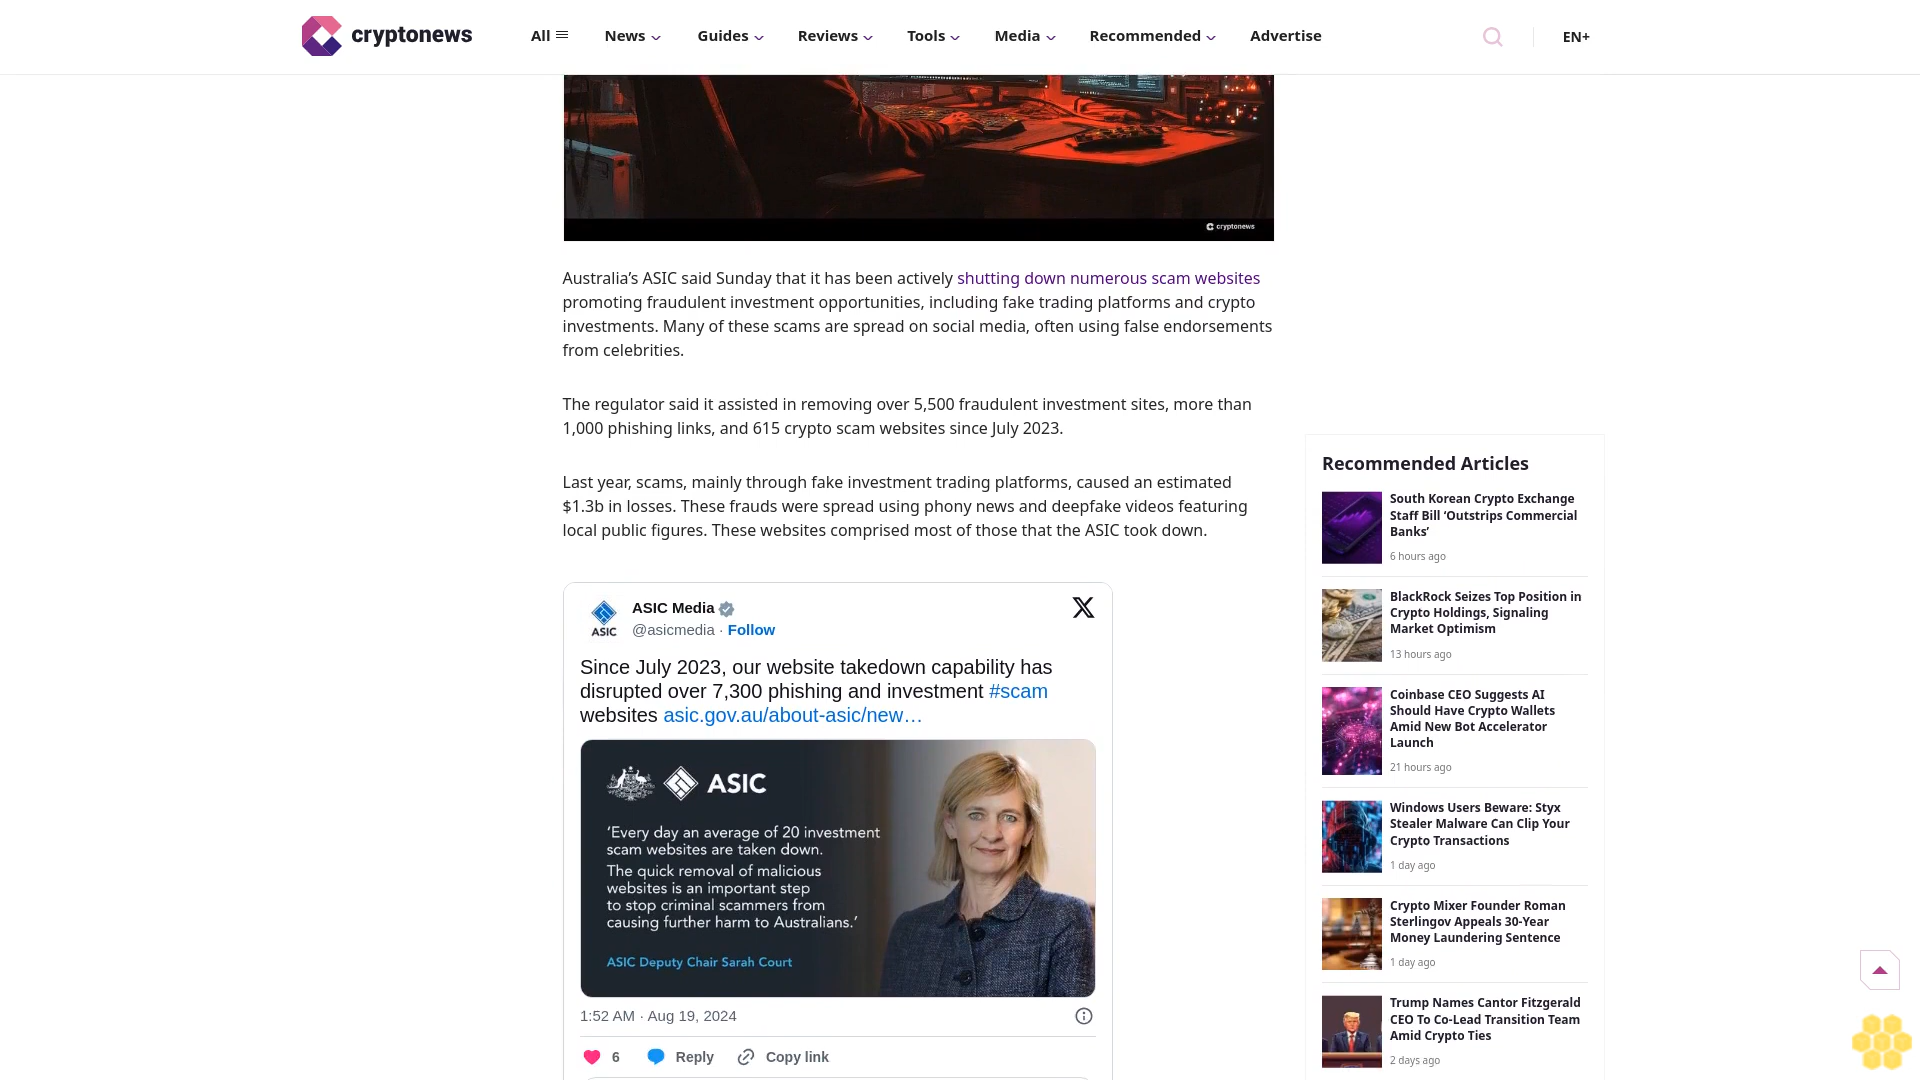 cryptonews
All
News
Guides
Reviews
Tools
Media
Recommended
Advertise
EN+
cryptonews
Australia’s ASIC said Sunday that it has been actively shutting down numerous scam websites
promoting fraudulent investment opportunities, including fake trading platforms and crypto
investments. Many of these scams are spread on social media, often using false endorsements
from celebrities.
The regulator said it assisted in removing over 5,500 fraudulent investment sites, more than
1,000 phishing links, and 615 crypto scam websites since July 2023.
Last year, scams, mainly through fake investment trading platforms, caused an estimated
$1.3b in losses. These frauds were spread using phony news and deepfake videos featuring
local public figures. These websites comprised most of those that the ASIC took down.
ASIC
ASIC Media
@asicmedia · Follow
Since July 2023, our website takedown capability has
disrupted over 7,300 phishing and investment #scam
websites asic.gov.au/about-asic/new…
ASIC
‘Every day an average of 20 investment
scam websites are taken down.
The quick removal of malicious
websites is an important step
to stop criminal scammers from
causing further harm to Australians.’
ASIC Deputy Chair Sarah Court
1:52 AM · Aug 19, 2024
6
Reply
Copy link
Recommended Articles
South Korean Crypto Exchange
Staff Bill ‘Outstrips Commercial
Banks’
6 hours ago
BlackRock Seizes Top Position in
Crypto Holdings, Signaling
Market Optimism
13 hours ago
Coinbase CEO Suggests AI
Should Have Crypto Wallets
Amid New Bot Accelerator
Launch
21 hours ago
Windows Users Beware: Styx
Stealer Malware Can Clip Your
Crypto Transactions
1 day ago
Crypto Mixer Founder Roman
Sterlingov Appeals 30-Year
Money Laundering Sentence
1 day ago
Trump Names Cantor Fitzgerald
CEO To Co-Lead Transition Team
Amid Crypto Ties
2 days ago